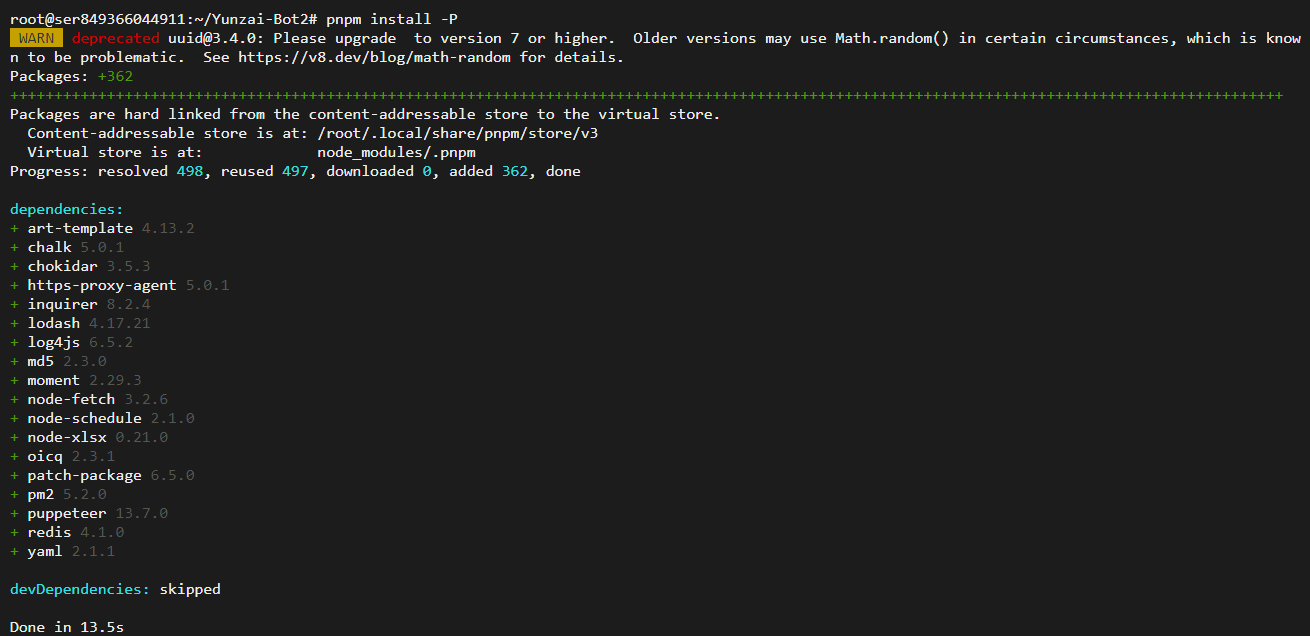 root@ser849366044911:~/Yunzai-Bot2# pnpm install -P
WARN deprecated uuid@3.4.0: Please upgrade  to version 7 or higher.  Older versions may use Math.random() in certain circumstances, which is know
n to be problematic.  See https://v8.dev/blog/math-random for details.
Packages: +362
+++++++++++++++++++++++++++++++++++++++++++++++++++++++++++++++++++++++++++++++++++++++++++++++++++++++++++++++++++++++++++++++++++++++++++++++++
Packages are hard linked from the content-addressable store to the virtual store.
  Content-addressable store is at: /root/.local/share/pnpm/store/v3
  Virtual store is at:             node_modules/.pnpm
Progress: resolved 498, reused 497, downloaded 0, added 362, done
dependencies:
+ art-template 4.13.2
+ chalk 5.0.1
+ chokidar 3.5.3
+ https-proxy-agent 5.0.1
+ inquirer 8.2.4
+ lodash 4.17.21
+ log4js 6.5.2
+ md5 2.3.0
+ moment 2.29.3
+ node-fetch 3.2.6
+ node-schedule 2.1.0
+ node-xlsx 0.21.0
+ oicq 2.3.1
+ patch-package 6.5.0
+ pm2 5.2.0
+ puppeteer 13.7.0
+ redis 4.1.0
+ yaml 2.1.1
devDependencies: skipped
Done in 13.5s